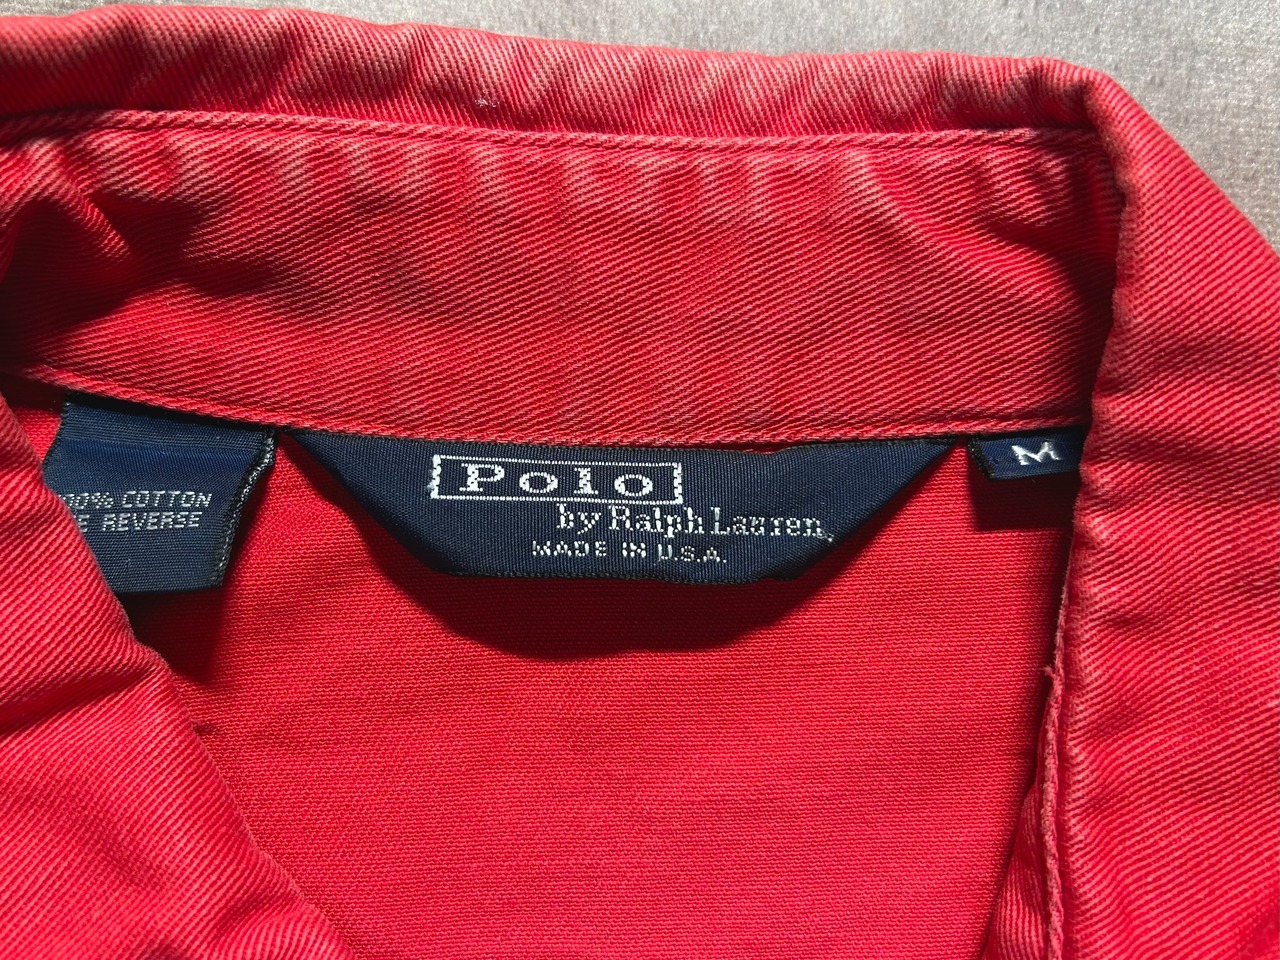 Polo
by Ralph Lauren
MADE IN U.S.A.
M
COTTON
REVERSE